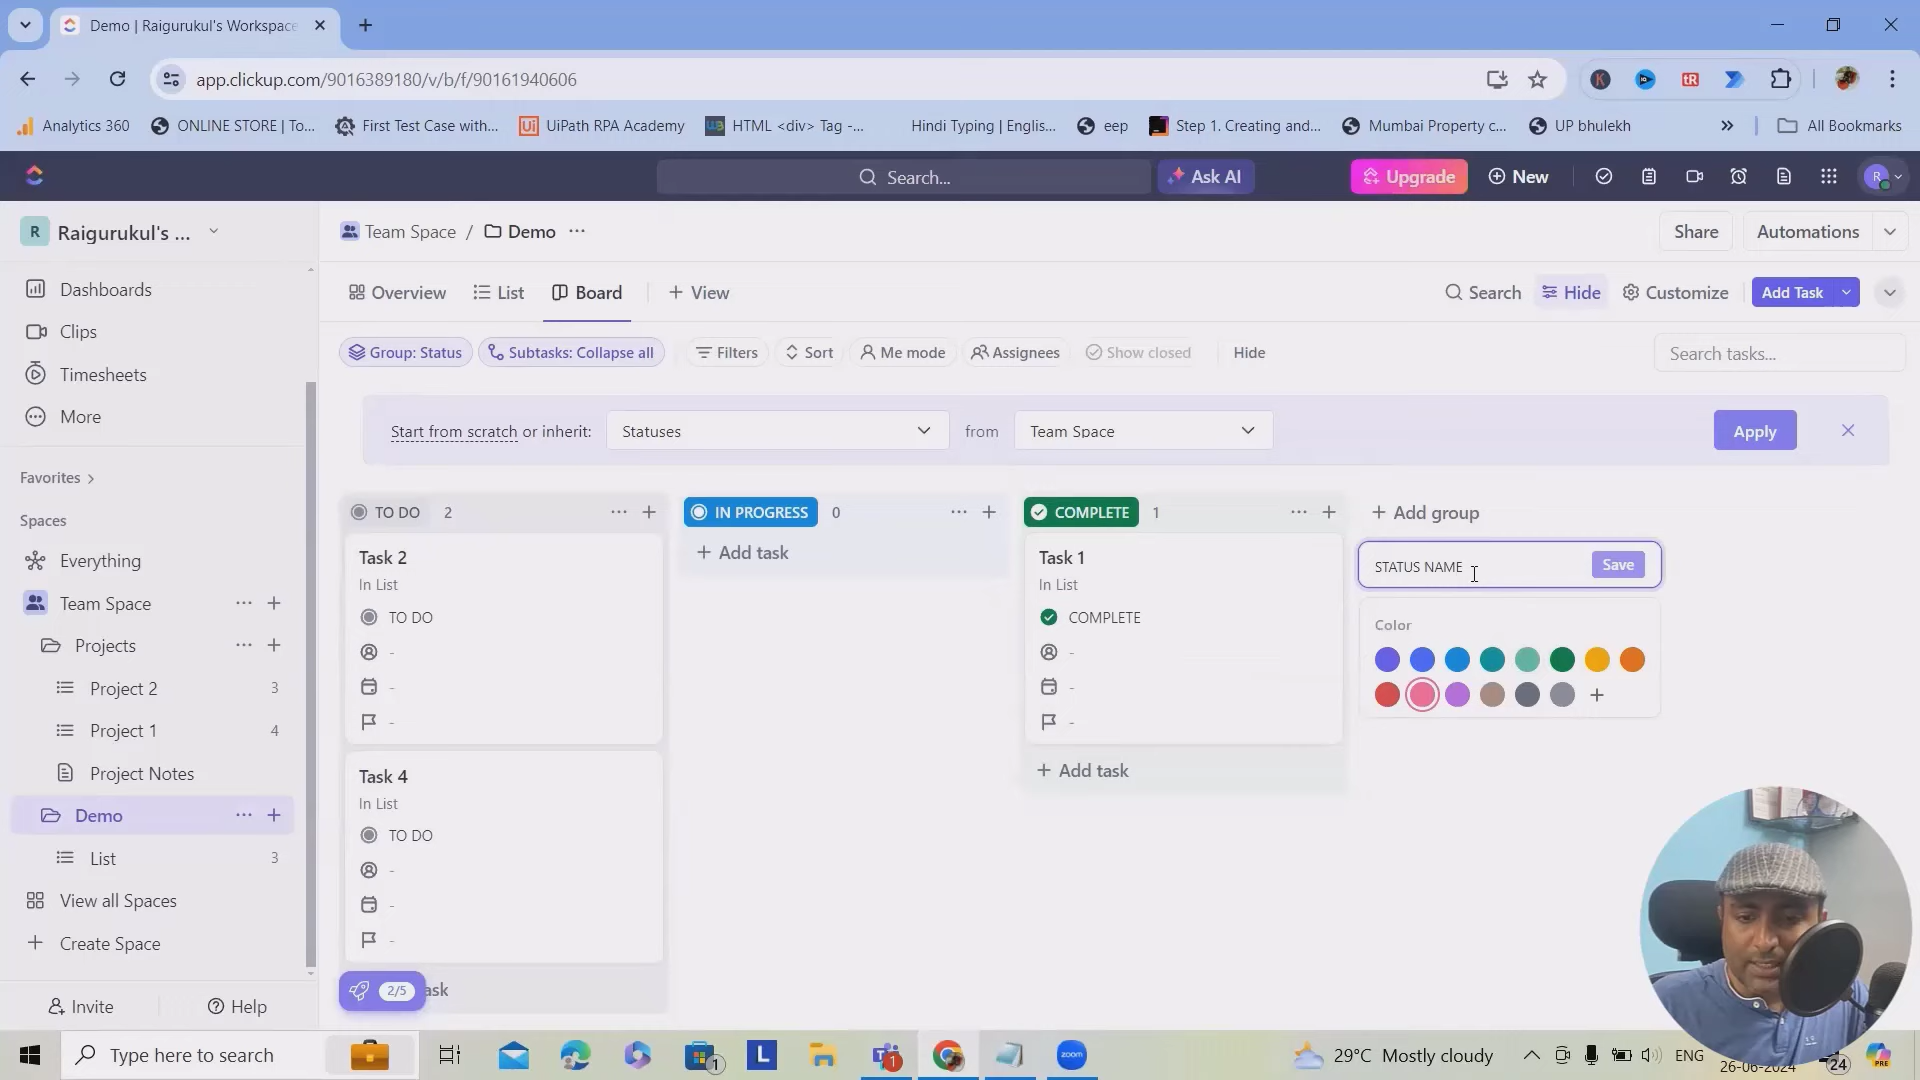 Demo | Raigurukul's Workspace
app.clickup.com/9016389180/v/b/f/90161940606
Analytics 360
ONLINE STORE | To...
First Test Case with...
UiPath RPA Academy
HTML <div> Tag -...
Hindi Typing | Englis...
eep
Step 1. Creating and...
Mumbai Property c...
UP bhulekh
All Bookmarks
Search...
Ask AI
Upgrade
New
R
R
Raigurukul's ...
Team Space / Demo
Share
Automations
Dashboards
Clips
Timesheets
More
Overview
List
Board
+ View
Search
Hide
Customize
Add Task
Group: Status
Subtasks: Collapse all
Filters
Sort
Me mode
Assignees
Show closed
Hide
Search tasks...
Start from scratch or inherit:
Statuses
from
Team Space
Apply
Favorites
Spaces
Everything
Team Space
Projects
Project 2 3
Project 1 4
Project Notes
Demo
List 3
View all Spaces
+ Create Space
Invite
Help
TO DO 2
Task 2
In List
TO DO
-
-
-
Task 4
In List
TO DO
-
-
-
2/5
ask
IN PROGRESS 0
+ Add task
COMPLETE 1
Task 1
In List
COMPLETE
-
-
-
+ Add task
+ Add group
STATUS NAME
Save
Color
Type here to search
1
L
1
zoom
29°C Mostly cloudy
ENG
26-06-2024
24
PRE